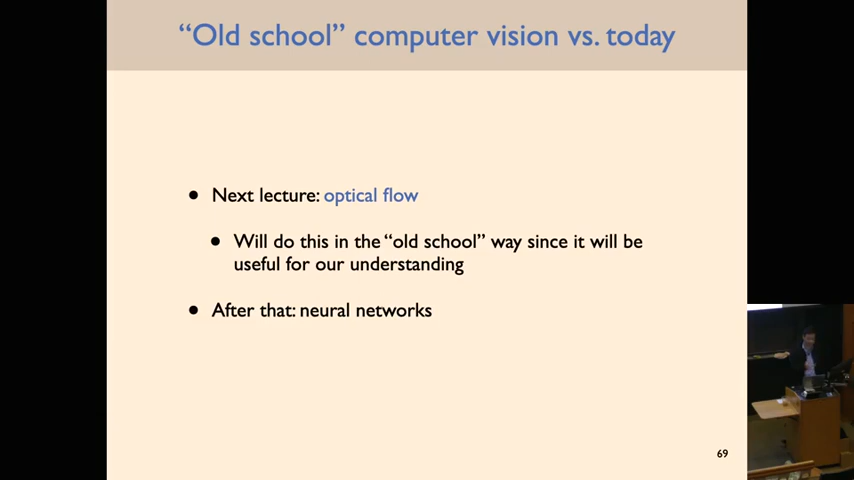 “Old school” computer vision vs. today
• Next lecture: optical flow
• Will do this in the “old school” way since it will be
useful for our understanding
• After that: neural networks
69